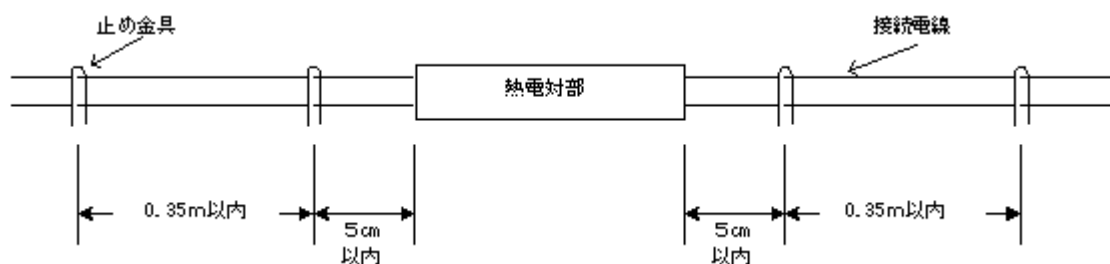 止め金具
接続電線
熱電対部
0.35m以内
5cm
以内
5cm
以内
0.35m以内